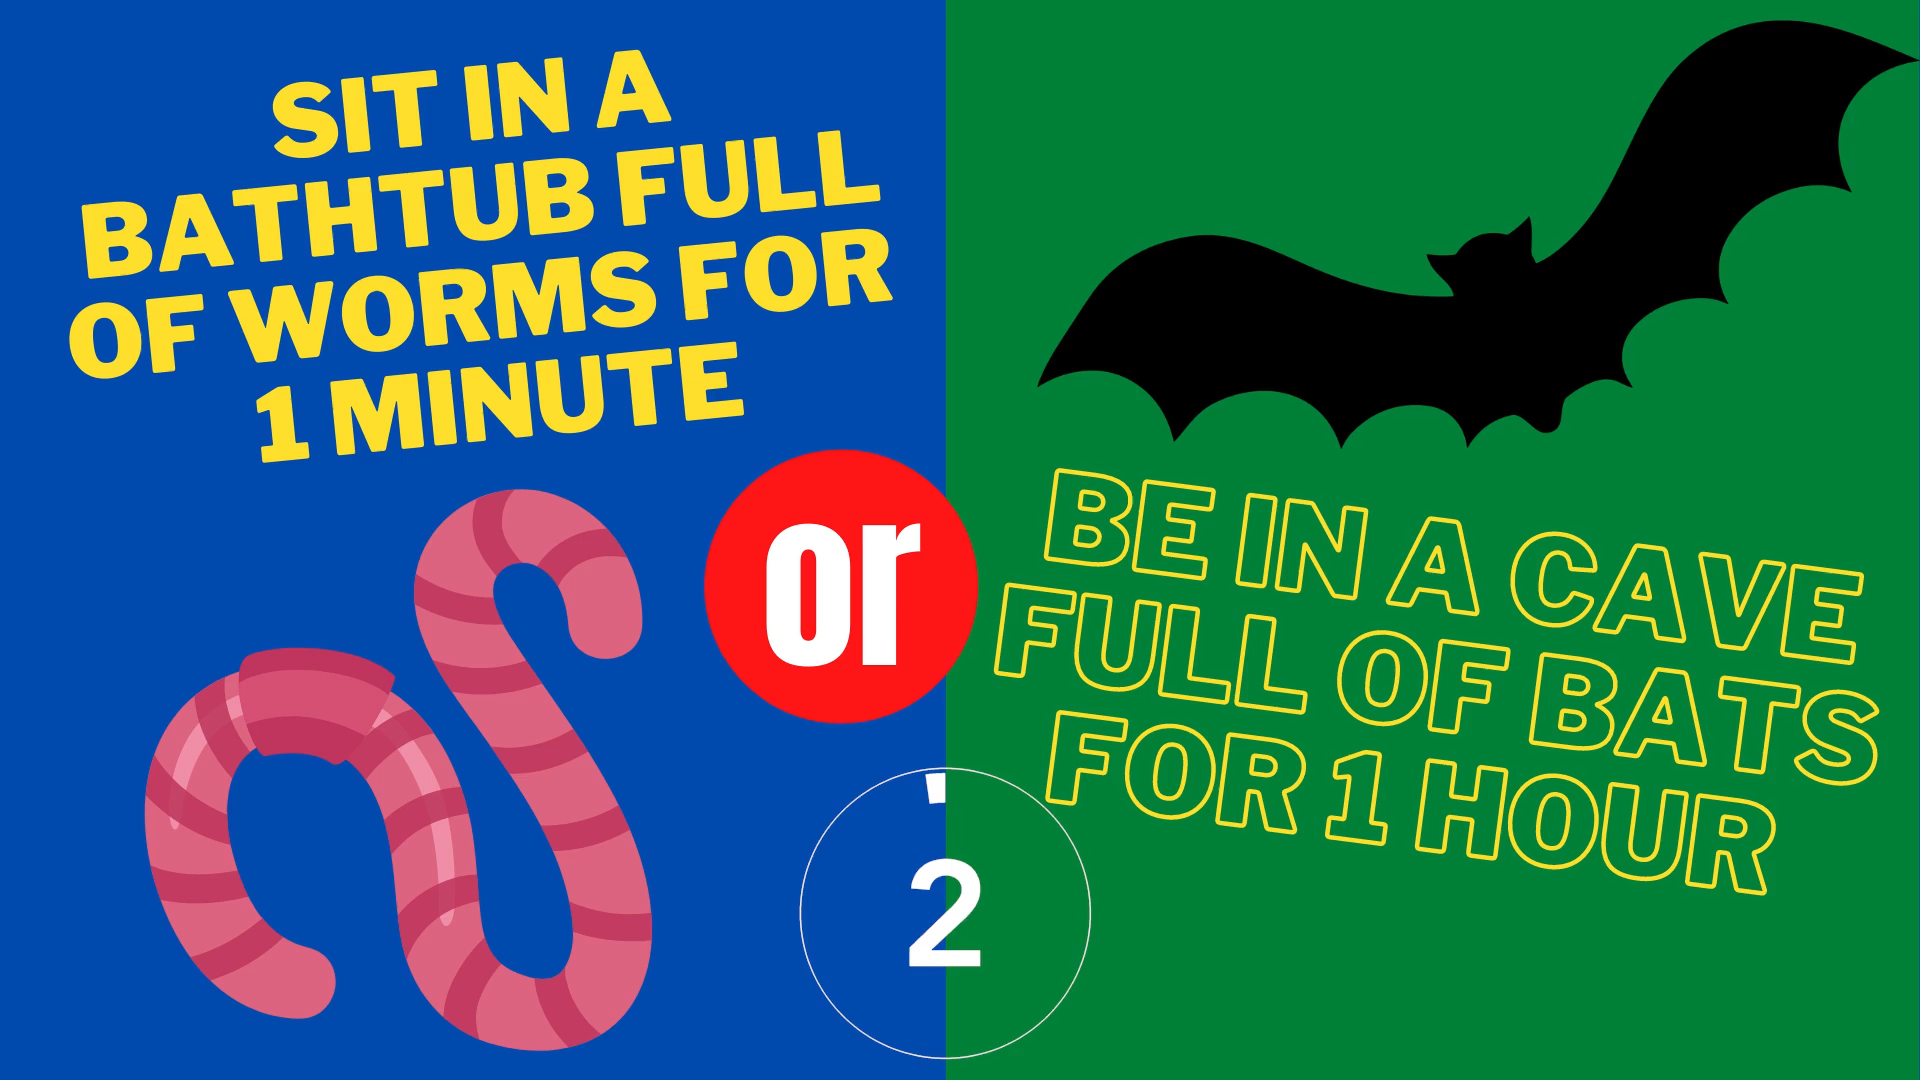 SIT IN A
BATHTUB FULL
OF WORMS FOR
1 MINUTE
or
BE IN A CAVE
FULL OF BATS
FOR 1 HOUR
2